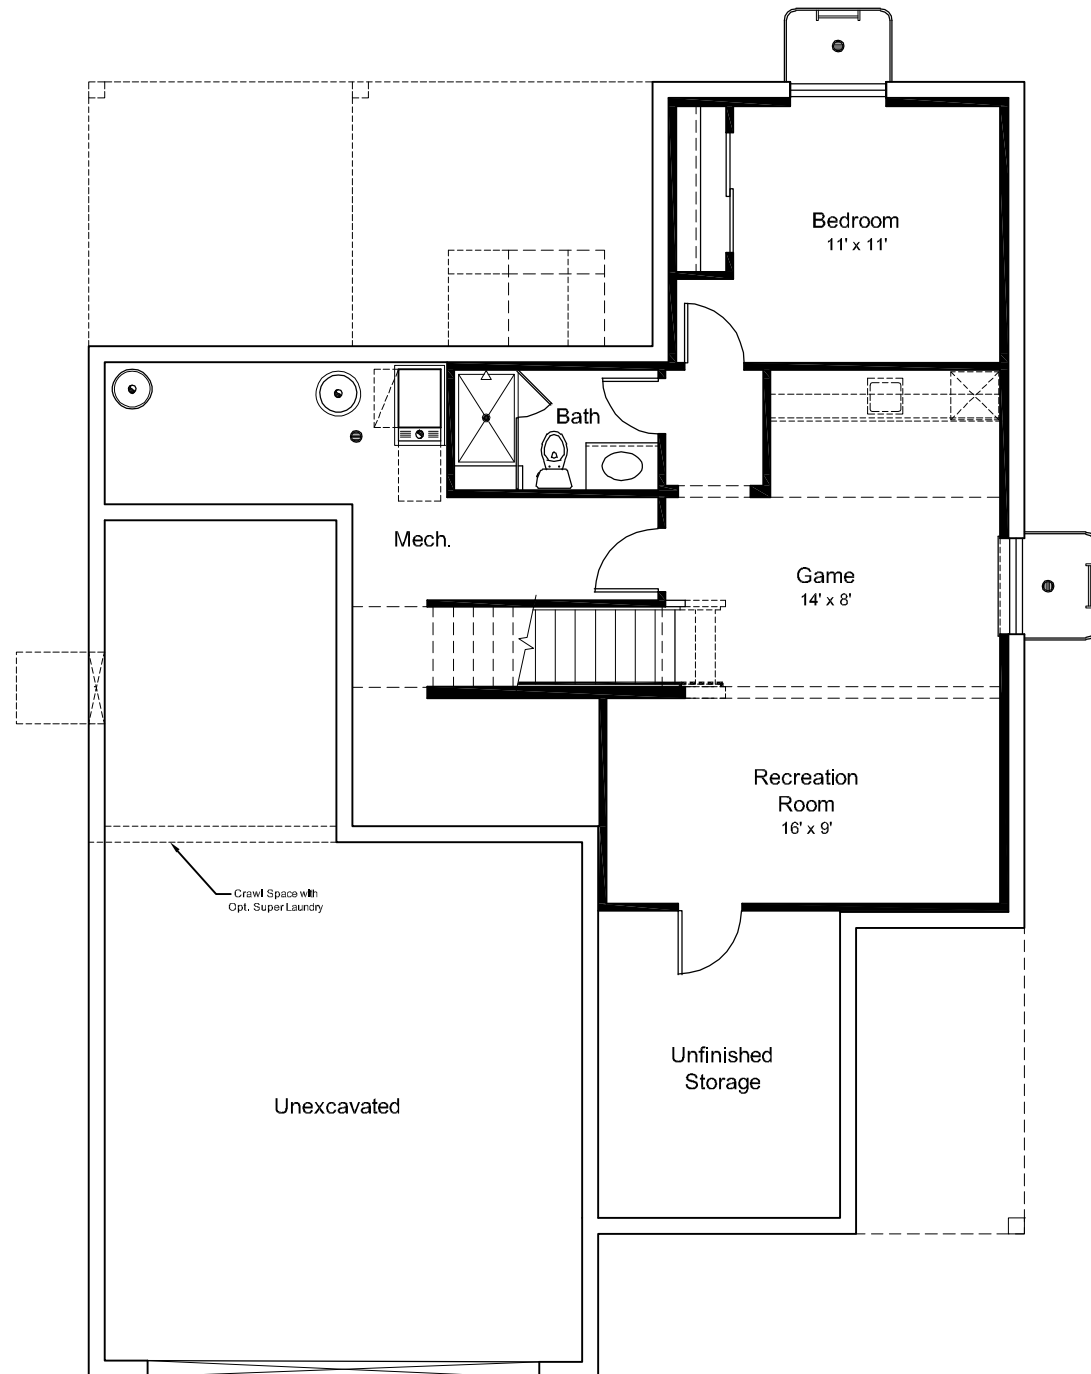 Bedroom
11' x 11'
Bath
Mech.
Game
14' x 8'
Recreation
Room
16' x 9'
Crawl Space with
Opt. Super Laundry
Unfinished
Storage
Unexcavated